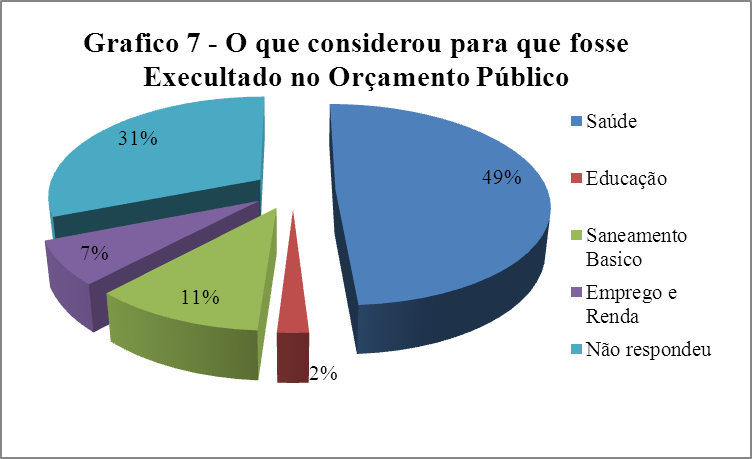 Grafico 7 - O que considerou para que fosse
Execultado no Orçamento Público
31%
49%
7%
11%
2%
Saúde
Educação
Saneamento
Basico
Emprego e
Renda
Não respondeu